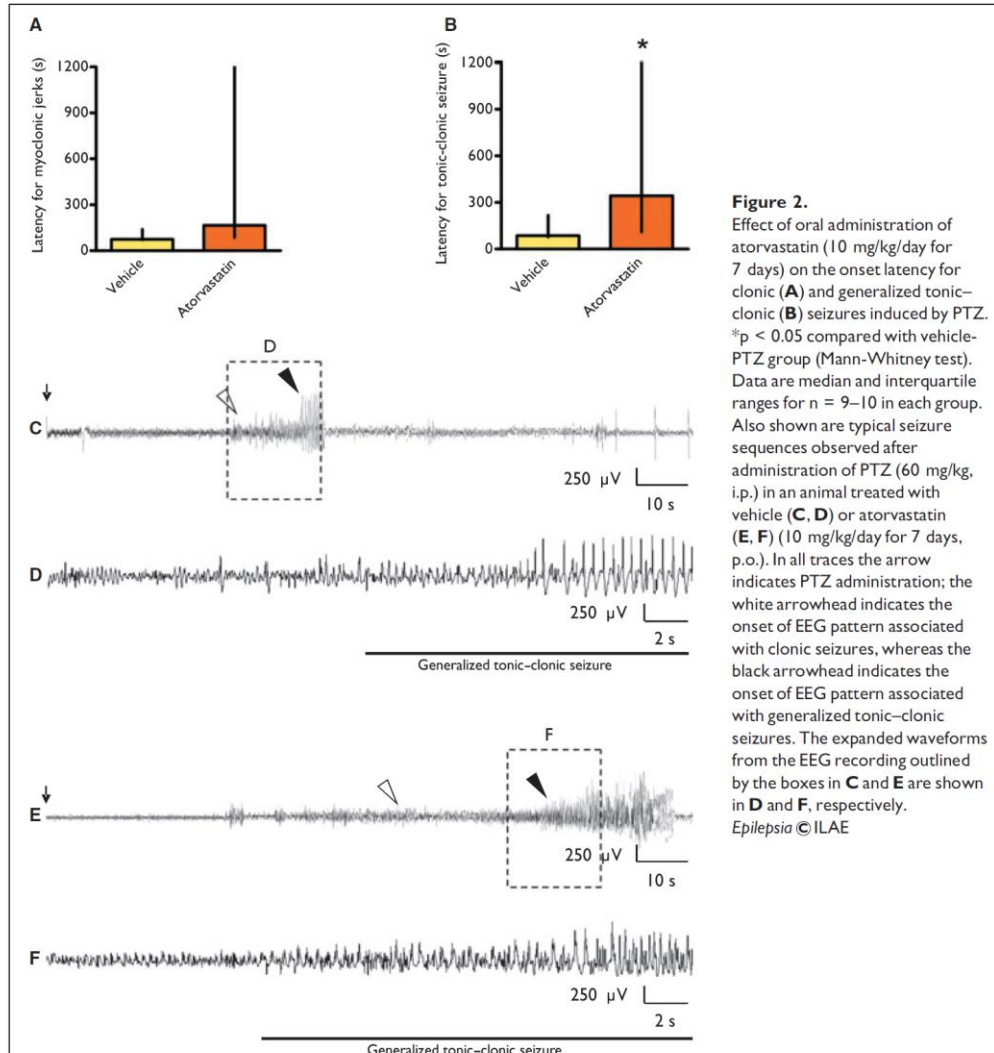 A
Latency for myoclonic jerks (s)
1200
900
600
300
0
Vehicle
Atorvastatin
B
Latency for tonic-clonic seizure (s)
1200
900
600
300
0
*
Vehicle
Atorvastatin
D
C
250 µV
10 s
D
250 µV
2 s
Generalized tonic–clonic seizure
F
E
250 µV
10 s
F
250 µV
2 s
Generalized tonic–clonic seizure
Figure 2.
Effect of oral administration of
atorvastatin (10 mg/kg/day for
7 days) on the onset latency for
clonic (A) and generalized tonic–
clonic (B) seizures induced by PTZ.
*p < 0.05 compared with vehicle-
PTZ group (Mann-Whitney test).
Data are median and interquartile
ranges for n = 9–10 in each group.
Also shown are typical seizure
sequences observed after
administration of PTZ (60 mg/kg,
i.p.) in an animal treated with
vehicle (C, D) or atorvastatin
(E, F) (10 mg/kg/day for 7 days,
p.o.). In all traces the arrow
indicates PTZ administration; the
white arrowhead indicates the
onset of EEG pattern associated
with clonic seizures, whereas the
black arrowhead indicates the
onset of EEG pattern associated
with generalized tonic–clonic
seizures. The expanded waveforms
from the EEG recording outlined
by the boxes in C and E are shown
in D and F, respectively.
Epilepsia © ILAE